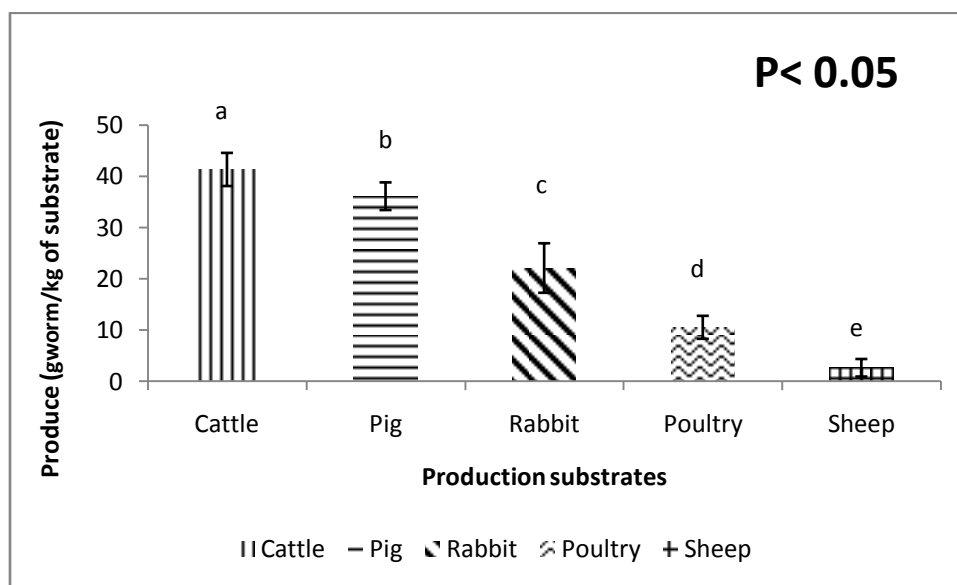 P< 0.05
Produce (gworm/kg of substrate)
50
40
30
20
10
0
a
b
c
d
e
Cattle Pig Rabbit Poultry Sheep
Production substrates
Cattle Pig Rabbit Poultry Sheep